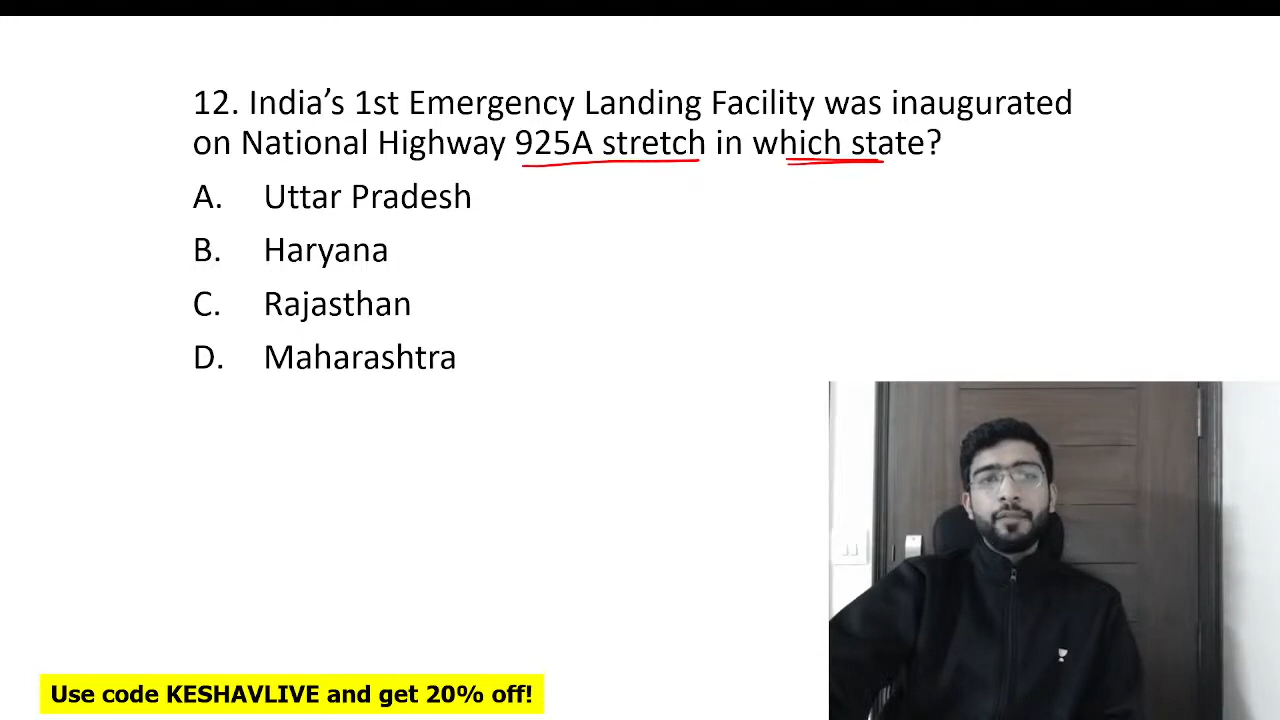 12. India’s 1st Emergency Landing Facility was inaugurated
on National Highway 925A stretch in which state?
A. Uttar Pradesh
B. Haryana
C. Rajasthan
D. Maharashtra
Use code KESHAVLIVE and get 20% off!